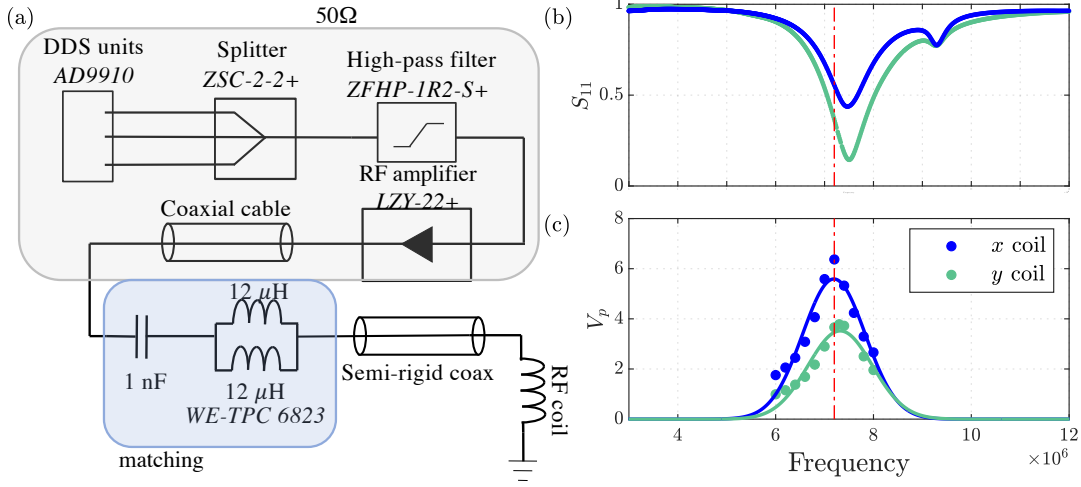 (a)
50Ω
DDS units
AD9910
Splitter
ZSC-2-2+
High-pass filter
ZFHP-1R2-S+
RF amplifier
LZY-22+
Coaxial cable
12 μH
1 nF
12 μH
WE-TPC 6823
matching
Semi-rigid coax
RF coil
(b)
1
0.5
0
S11
(c)
8
6
4
2
0
Vp
x coil
y coil
4
6
8
10
12
Frequency
×10^6